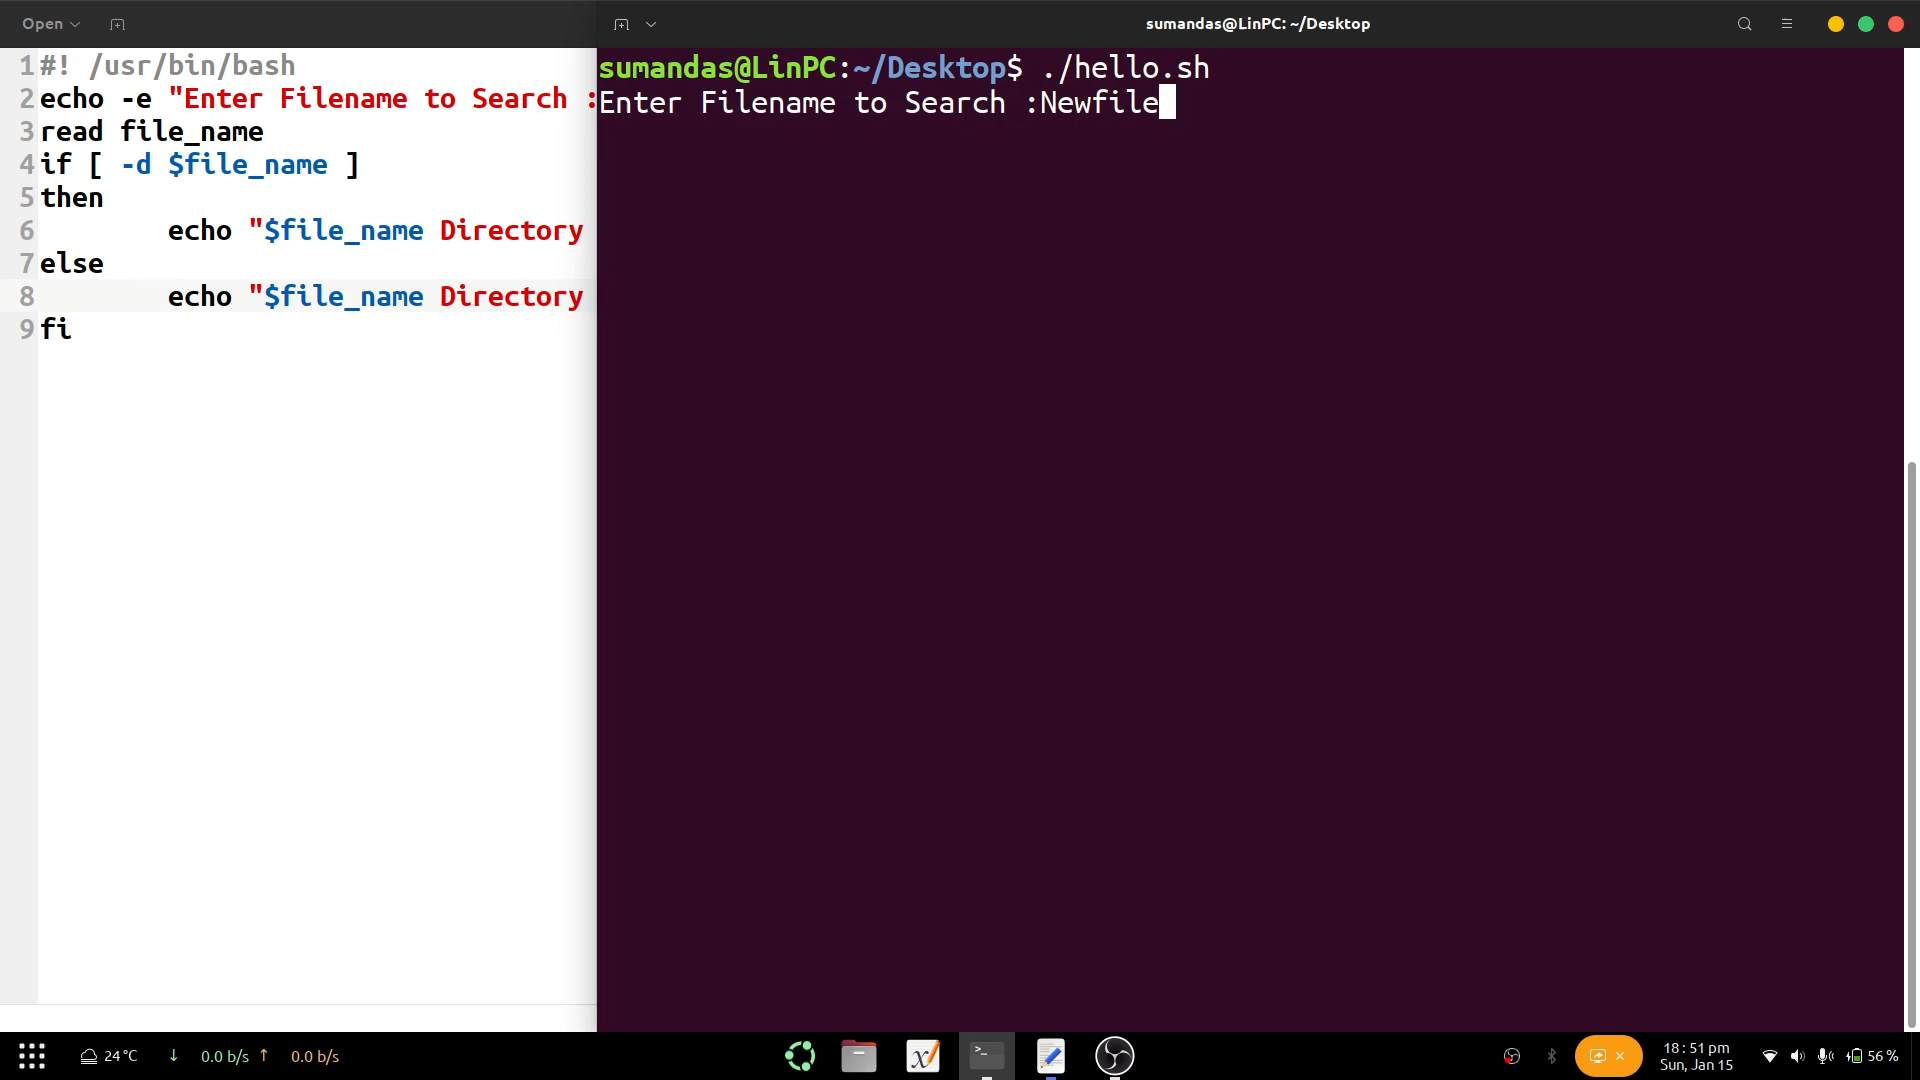 Open
sumandas@LinPC: ~/Desktop
1 #! /usr/bin/bash
2 echo -e "Enter Filename to Search :
3 read file_name
4 if [ -d $file_name ]
5 then
6 echo "$file_name Directory
7 else
8 echo "$file_name Directory
9 fi
sumandas@LinPC:~/Desktop$ ./hello.sh
Enter Filename to Search :Newfile
24°C ↓ 0.0 b/s ↑ 0.0 b/s
18 : 51 pm
Sun, Jan 15
56 %